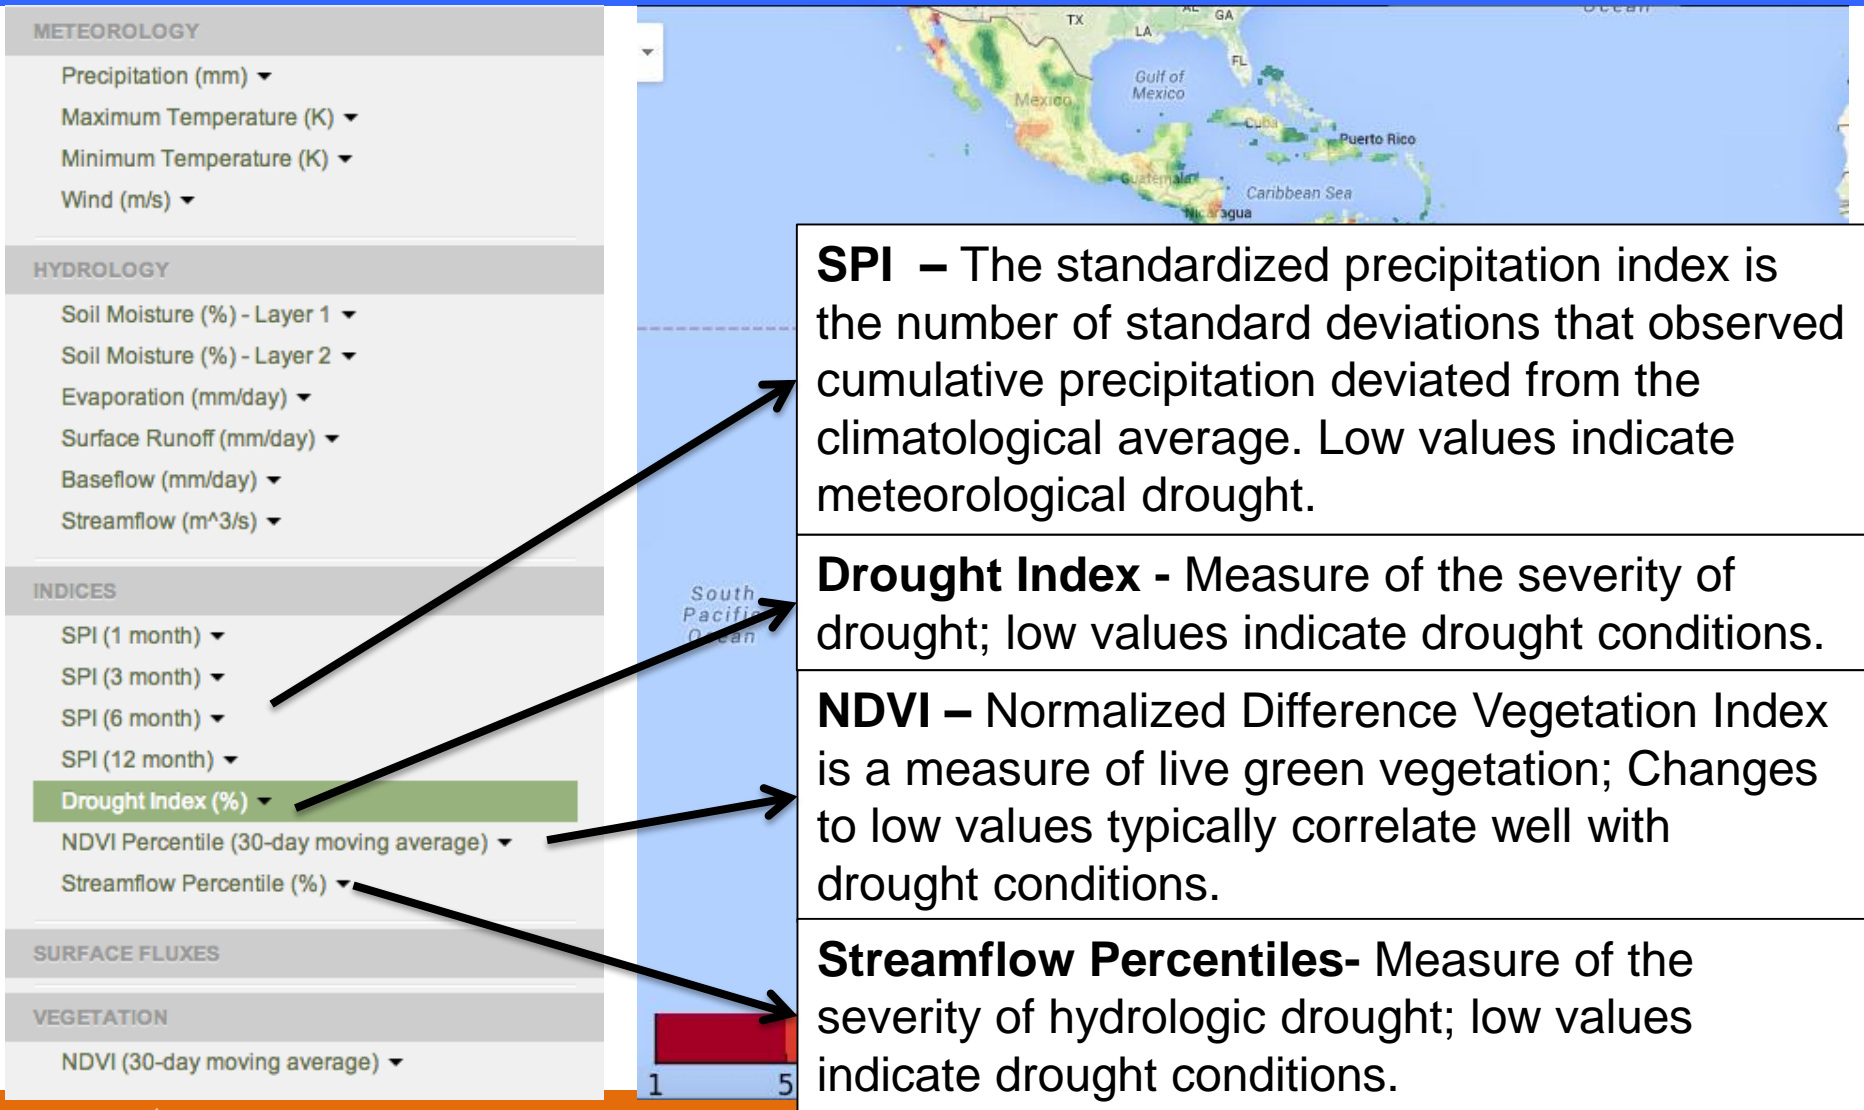 METEOROLOGY
Precipitation (mm)
Maximum Temperature (K)
Minimum Temperature (K)
Wind (m/s)
HYDROLOGY
Soil Moisture (%) - Layer 1
Soil Moisture (%) - Layer 2
Evaporation (mm/day)
Surface Runoff (mm/day)
Baseflow (mm/day)
Streamflow (m^3/s)
INDICES
SPI (1 month)
SPI (3 month)
SPI (6 month)
SPI (12 month)
Drought Index (%)
NDVI Percentile (30-day moving average)
Streamflow Percentile (%)
SURFACE FLUXES
VEGETATION
NDVI (30-day moving average)
TX
LA
AL
GA
FL
Ocean
Gulf of
Mexico
Mexico
Cuba
Puerto Rico
Guatemala
Caribbean Sea
Nicaragua
South
Pacific
Ocean
SPI – The standardized precipitation index is
the number of standard deviations that observed
cumulative precipitation deviated from the
climatological average. Low values indicate
meteorological drought.
Drought Index - Measure of the severity of
drought; low values indicate drought conditions.
NDVI – Normalized Difference Vegetation Index
is a measure of live green vegetation; Changes
to low values typically correlate well with
drought conditions.
Streamflow Percentiles- Measure of the
severity of hydrologic drought; low values
indicate drought conditions.
1 5